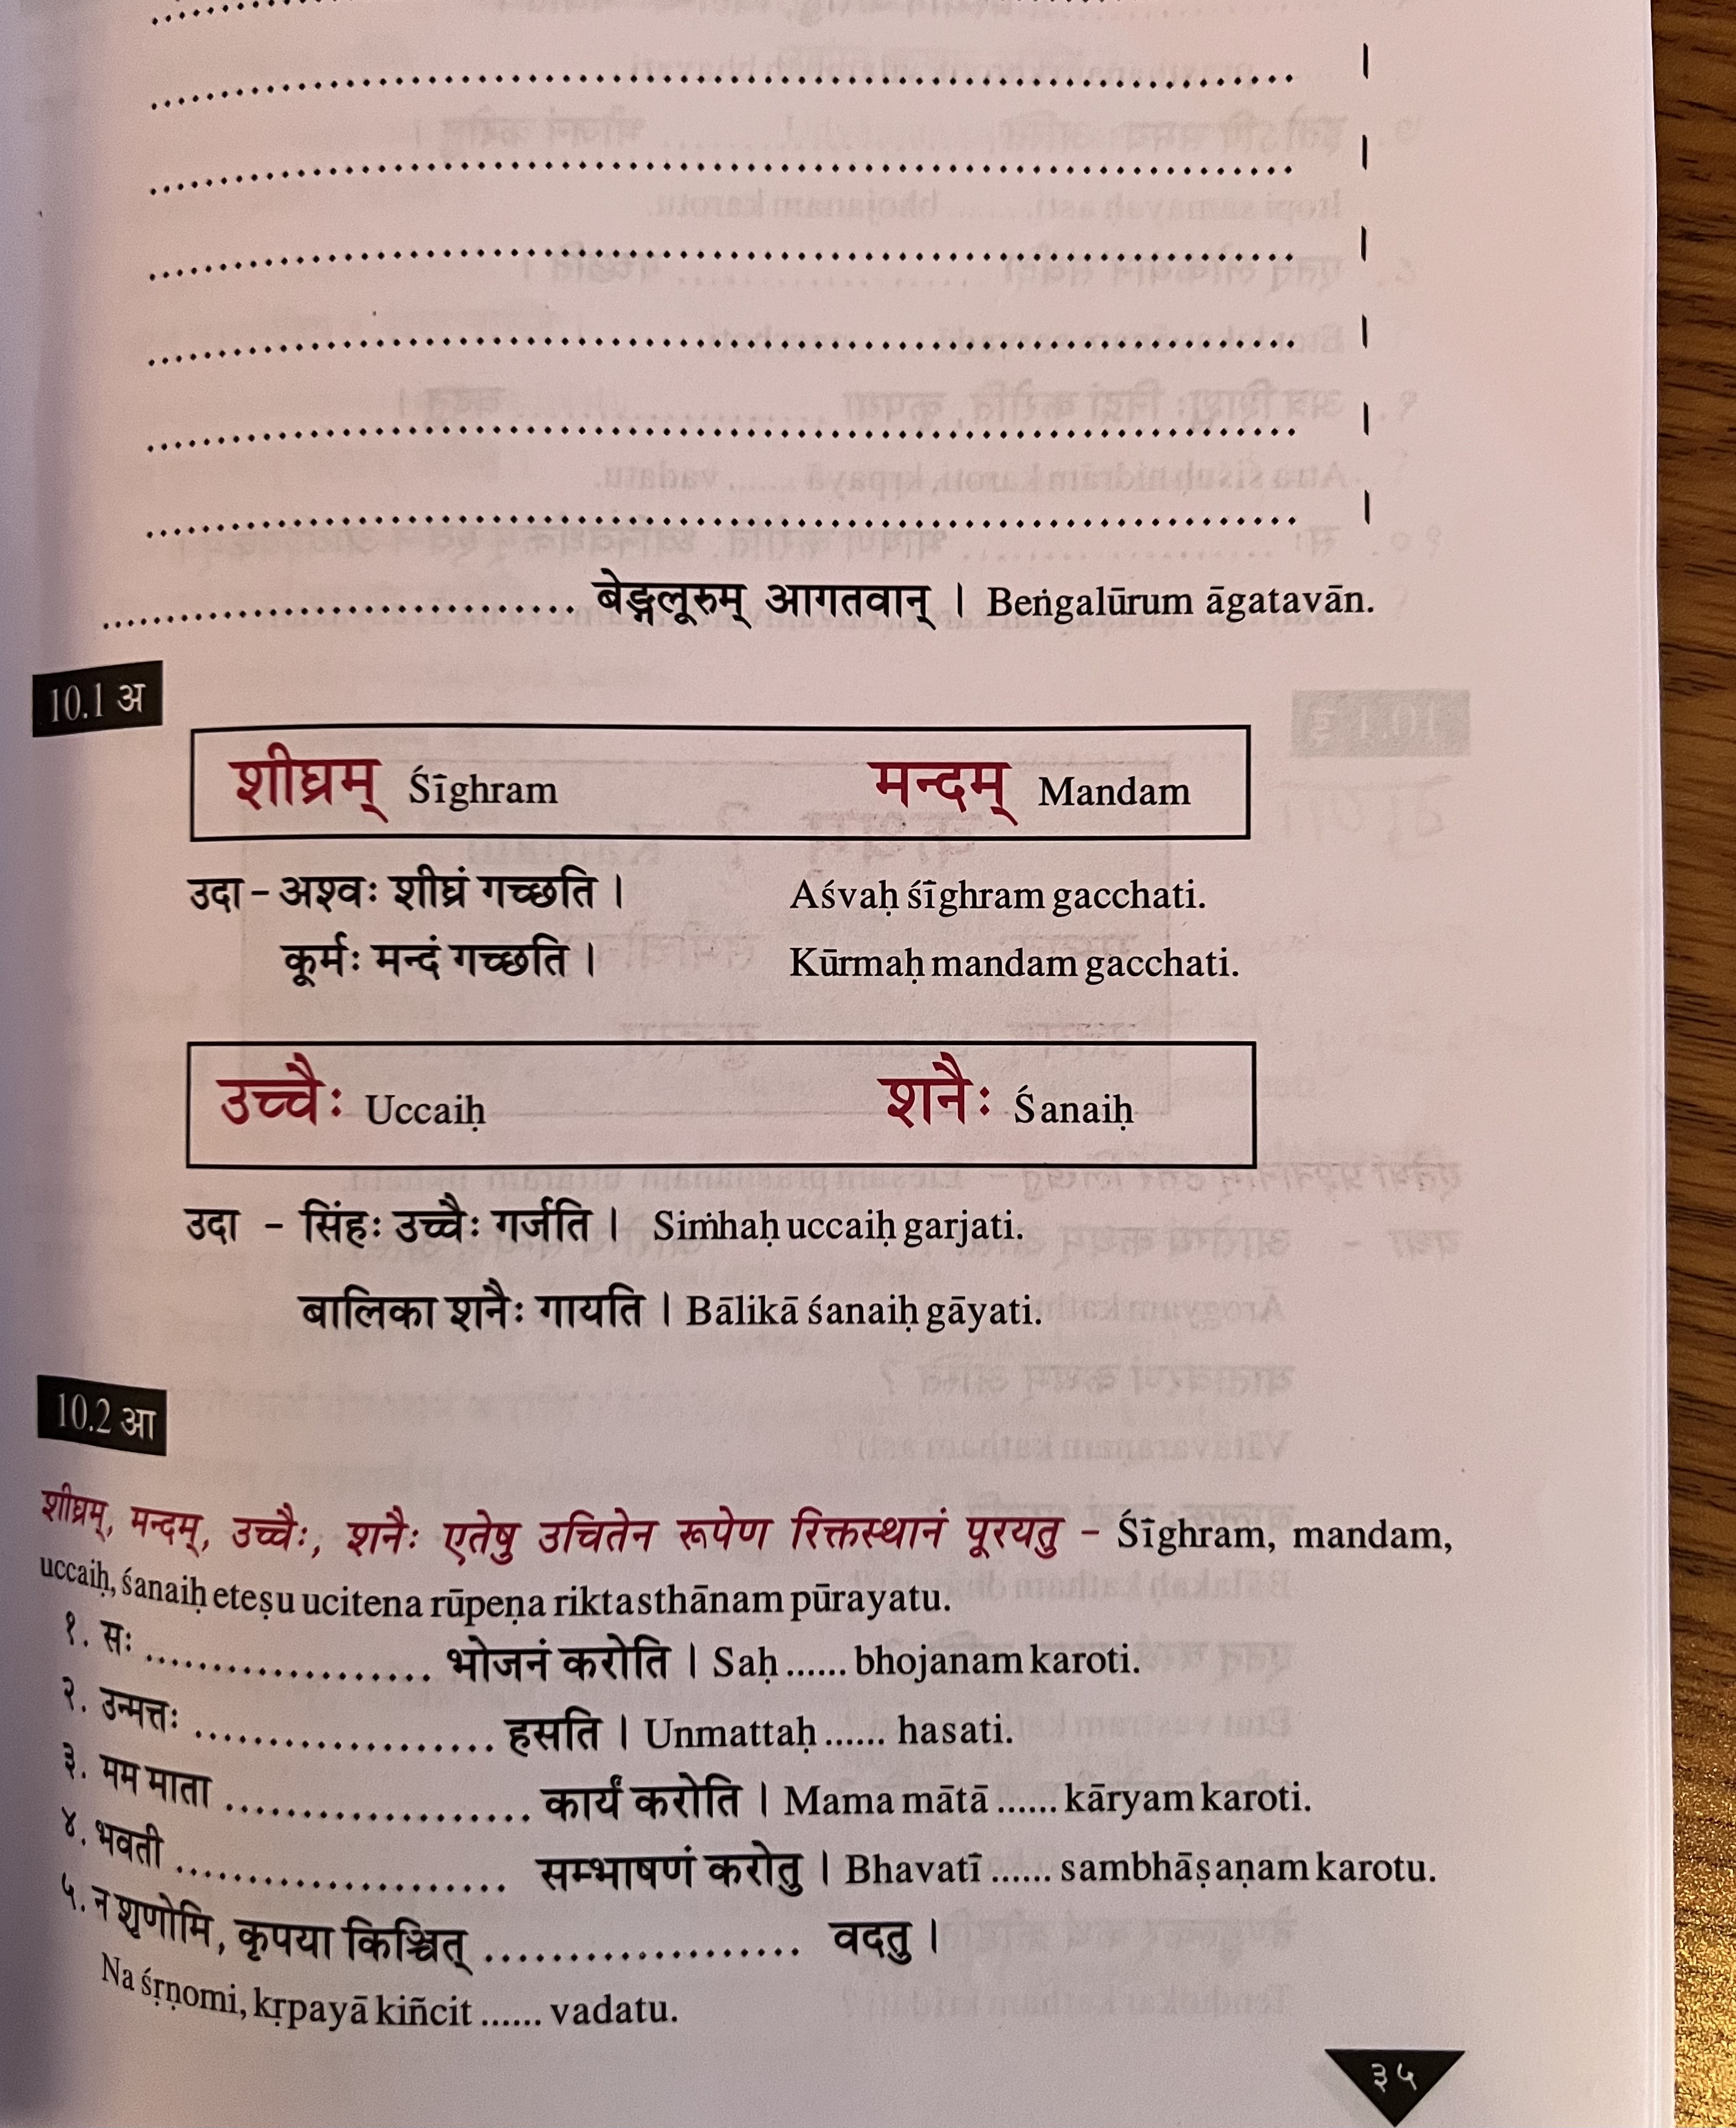 ............................. बेङ्गलूरुम् आगतवान् । Beṅgalūrum āgatavān.
10.1 अ
शीघ्रम् Śīghram मन्दम् Mandam
उदा – अश्वः शीघ्रं गच्छति । Aśvaḥ śīghram gacchati.
कूर्मः मन्दं गच्छति । Kūrmaḥ mandam gacchati.
उच्चैः Uccaiḥ शनैः Śanaiḥ
उदा – सिंहः उच्चैः गर्जति । Siṁhaḥ uccaiḥ garjati.
बालिका शनैः गायति । Bālikā śanaiḥ gāyati.
10.2 आ
शीघ्रम्, मन्दम्, उच्चैः, शनैः एतेषु उचितेन रूपेण रिक्तस्थानं पूरयतु – Śīghram, mandam,
uccaiḥ, śanaiḥ eteṣu ucitena rūpeṇa riktasthānam pūrayatu.
१. सः .................... भोजनं करोति । Saḥ ...... bhojanam karoti.
२. उन्मत्तः .................... हसति । Unmattaḥ ...... hasati.
३. मम माता .................... कार्यं करोति । Mama mātā ...... kāryam karoti.
४. भवती .................... सम्भाषणं करोतु । Bhavatī ...... sambhāṣaṇam karotu.
५. न शृणोमि, कृपया किञ्चित् .................... वदतु ।
Na śṛṇomi, kṛpayā kiñcit ...... vadatu.
३५